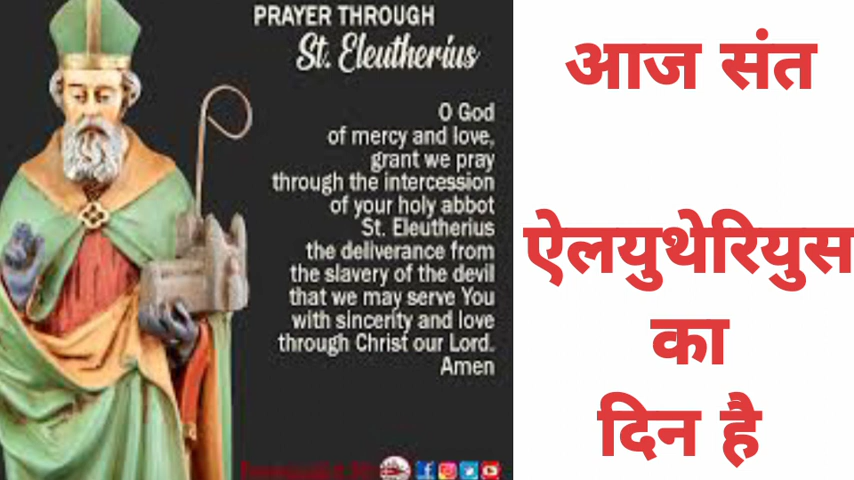 PRAYER THROUGH
St. Eleutherius
O God
of mercy and love,
grant we pray
through the intercession
of your holy abbot
St. Eleutherius
the deliverance from
the slavery of the devil
that we may serve You
with sincerity and love
through Christ our Lord.
Amen
आज संत
ऐलयुथेरियुस
का
दिन है